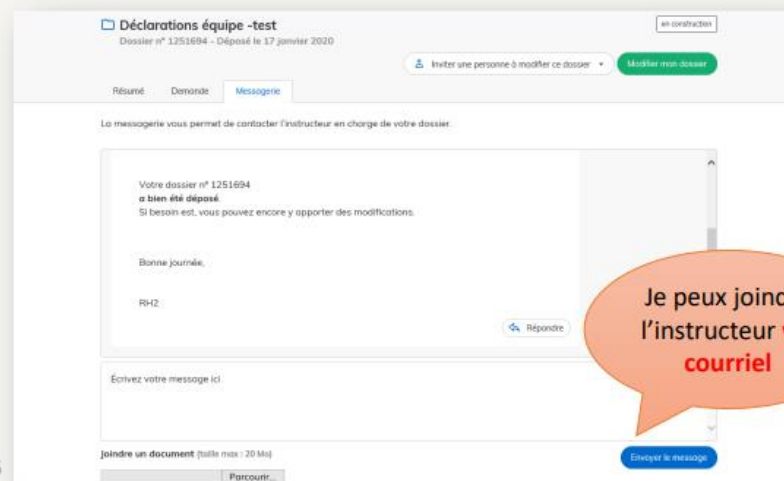 Déclarations équipe -test
en construction
Dossier n° 1251694 - Déposé le 17 janvier 2020
Inviter une personne à modifier ce dossier
Modifier mon dossier
Résumé Demande Messagerie
La messagerie vous permet de contacter l'instructeur en charge de votre dossier.
Votre dossier n° 1251694
a bien été déposé.
Si besoin est, vous pouvez encore y apporter des modifications.
Bonne journée,
RH2
Répondre
Je peux
l'instructeur
courriel
Écrivez votre message ici
Joindre un document (taille max : 20 Mo)
Envoyer le message
Parcourir...